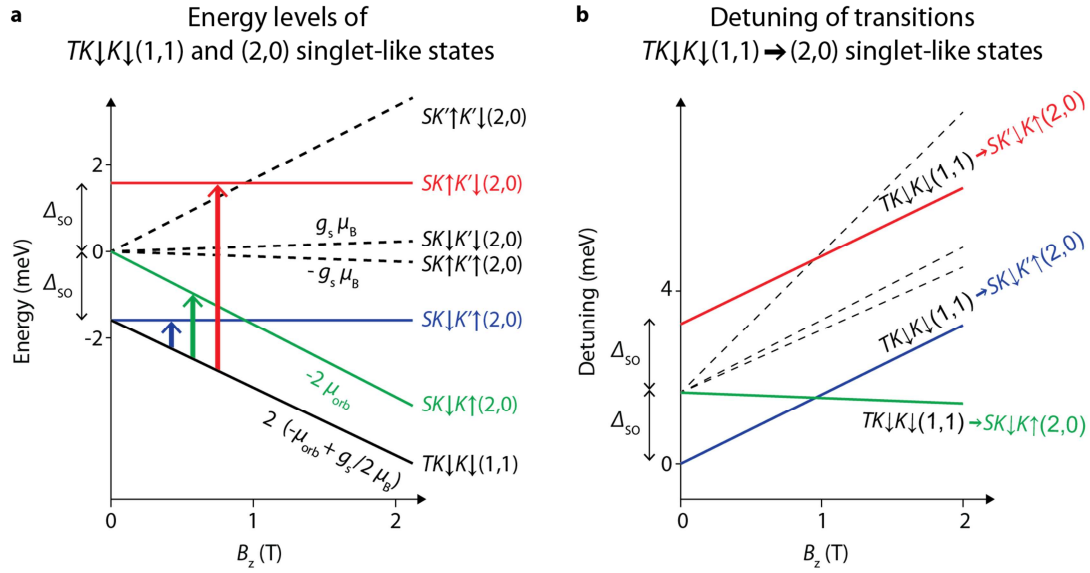 a
Energy levels of
TK↓K↓(1,1) and (2,0) singlet-like states
Energy (meV)
2
0
-2
Δ_SO
Δ_SO
SK'↑K'↓(2,0)
SK↑K'↓(2,0)
g_s μ_B
SK↓K'↓(2,0)
SK↑K'↑(2,0)
- g_s μ_B
SK↓K'↑(2,0)
-2 μ_orb
SK↓K↑(2,0)
2 (-μ_orb + g_s/2 μ_B)
TK↓K↓(1,1)
0
1
2
B_z (T)
b
Detuning of transitions
TK↓K↓(1,1) → (2,0) singlet-like states
Detuning (meV)
4
0
Δ_SO
Δ_SO
TK↓K↓(1,1) → SK'↓K↑(2,0)
TK↓K↓(1,1) → SK↓K'↑(2,0)
TK↓K↓(1,1) → SK↓K↑(2,0)
0
1
2
B_z (T)